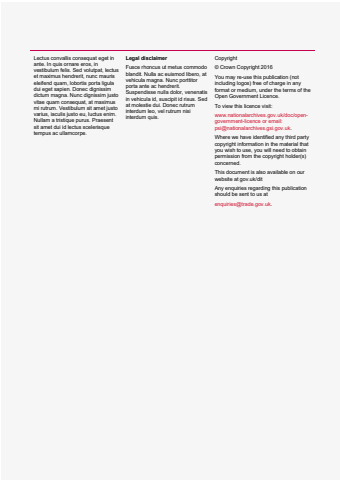 Lectus convallis consequat eget in
ante. In quis ornare eros, in
vestibulum felis. Sed volutpat, lectus
et maximus hendrerit, nunc mauris
eleifend quam, lobortis porta ligula
dui eget sapien. Donec dignissim
dictum magna. Nunc dignissim justo
vitae quam consequat, at maximus
mi rutrum. Vestibulum sit amet justo
varius, iaculis justo eu, luctus enim.
Nullam a tristique purus. Praesent
sit amet dui id lectus scelerisque
tempus ac ullamcorpe.
Legal disclaimer
Fusce rhoncus ut metus commodo
blandit. Nulla ac euismod libero, at
vehicula magna. Nunc porttitor
porta ante ac hendrerit.
Suspendisse nulla dolor, venenatis
in vehicula id, suscipit id risus. Sed
at molestie dui. Donec rutrum
interdum leo, vel rutrum nisi
interdum quis.
Copyright
© Crown Copyright 2016
You may re-use this publication (not
including logos) free of charge in any
format or medium, under the terms of the
Open Government Licence.
To view this licence visit:
www.nationalarchives.gov.uk/doc/open-
government-licence or email:
psi@nationalarchives.gsi.gov.uk.
Where we have identified any third party
copyright information in the material that
you wish to use, you will need to obtain
permission from the copyright holder(s)
concerned.
This document is also available on our
website at gov.uk/dit
Any enquiries regarding this publication
should be sent to us at
enquiries@trade.gov.uk.